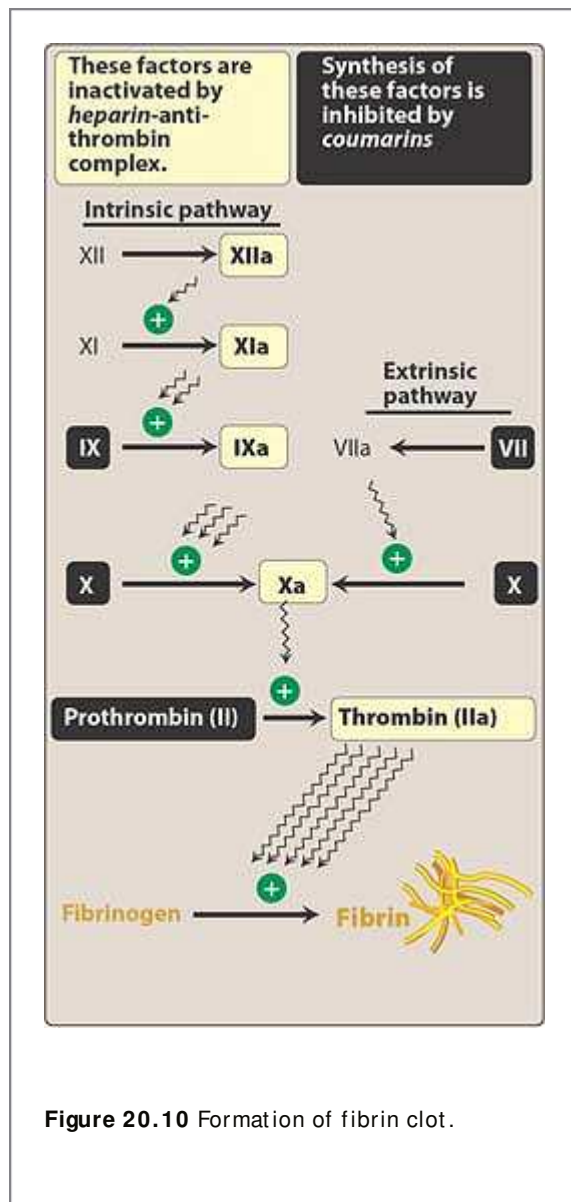 These factors are
inactivated by
heparin-anti-
thrombin
complex.
Synthesis of
these factors is
inhibited by
coumarins
Intrinsic pathway
XII
XIIa
+
XI
XIa
+
Extrinsic
pathway
IX
IXa
VIIa
VII
+
+
X
Xa
X
+
Prothrombin (II)
Thrombin (IIa)
+
Fibrinogen
Fibrin
Figure 20.10 Formation of fibrin clot.